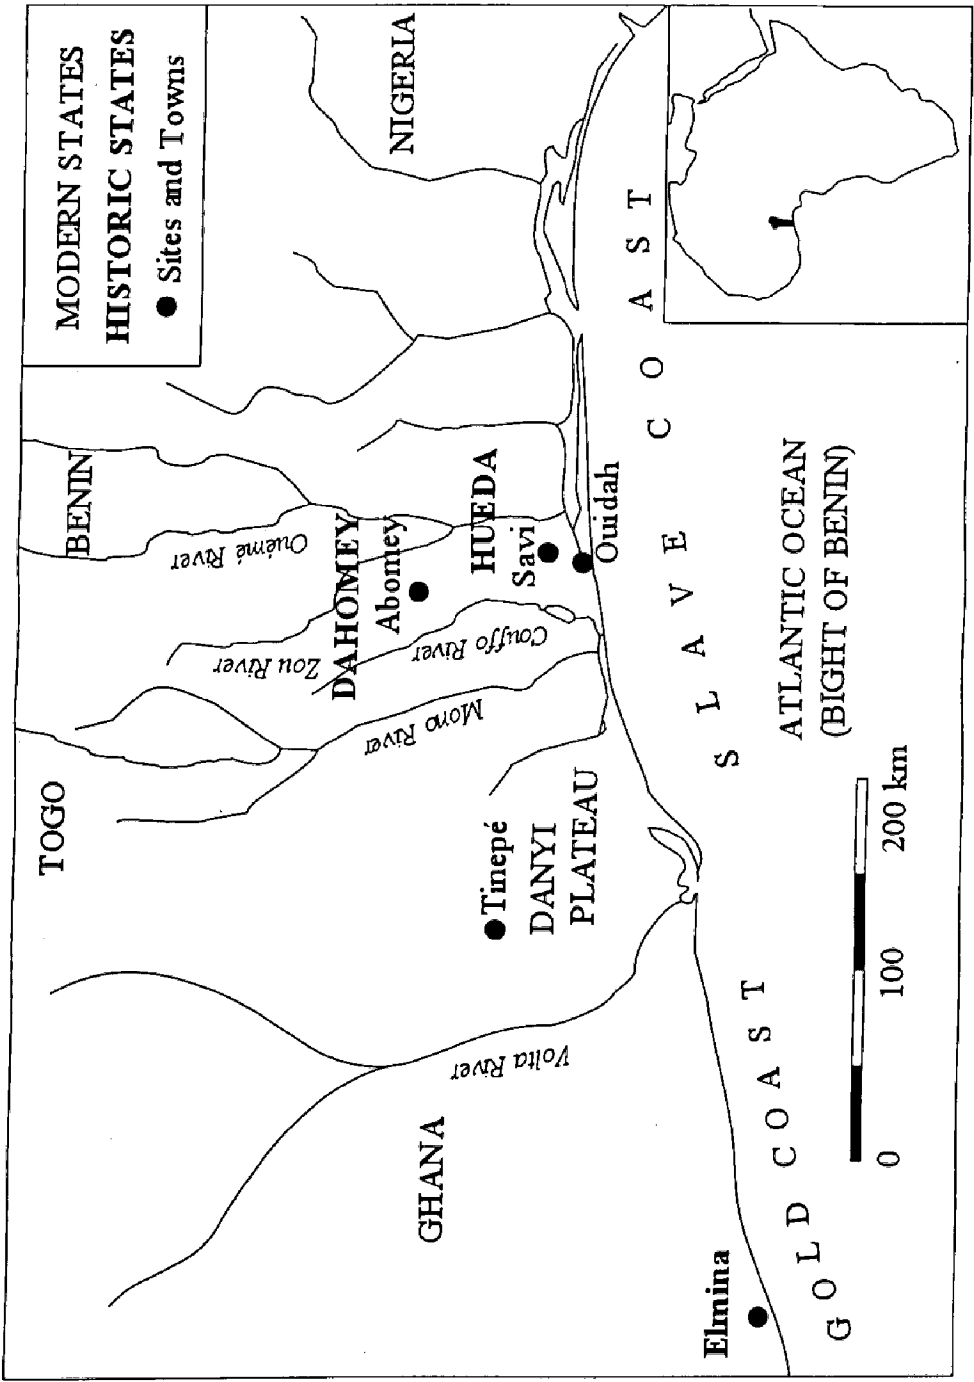 MODERN STATES
HISTORIC STATES
Sites and Towns
TOGO
BENIN
NIGERIA
GHANA
Ouémé River
Zou River
DAHOMEY
Abomey
Couffo River
Mono
River
HUEDA
Savi
Ouidah
Tinepé
DANYI
PLATEAU
Volta River
Elmina
GOLD COAST
SLAVE COAST
ATLANTIC OCEAN
(BIGHT OF BENIN)
0 100 200 km